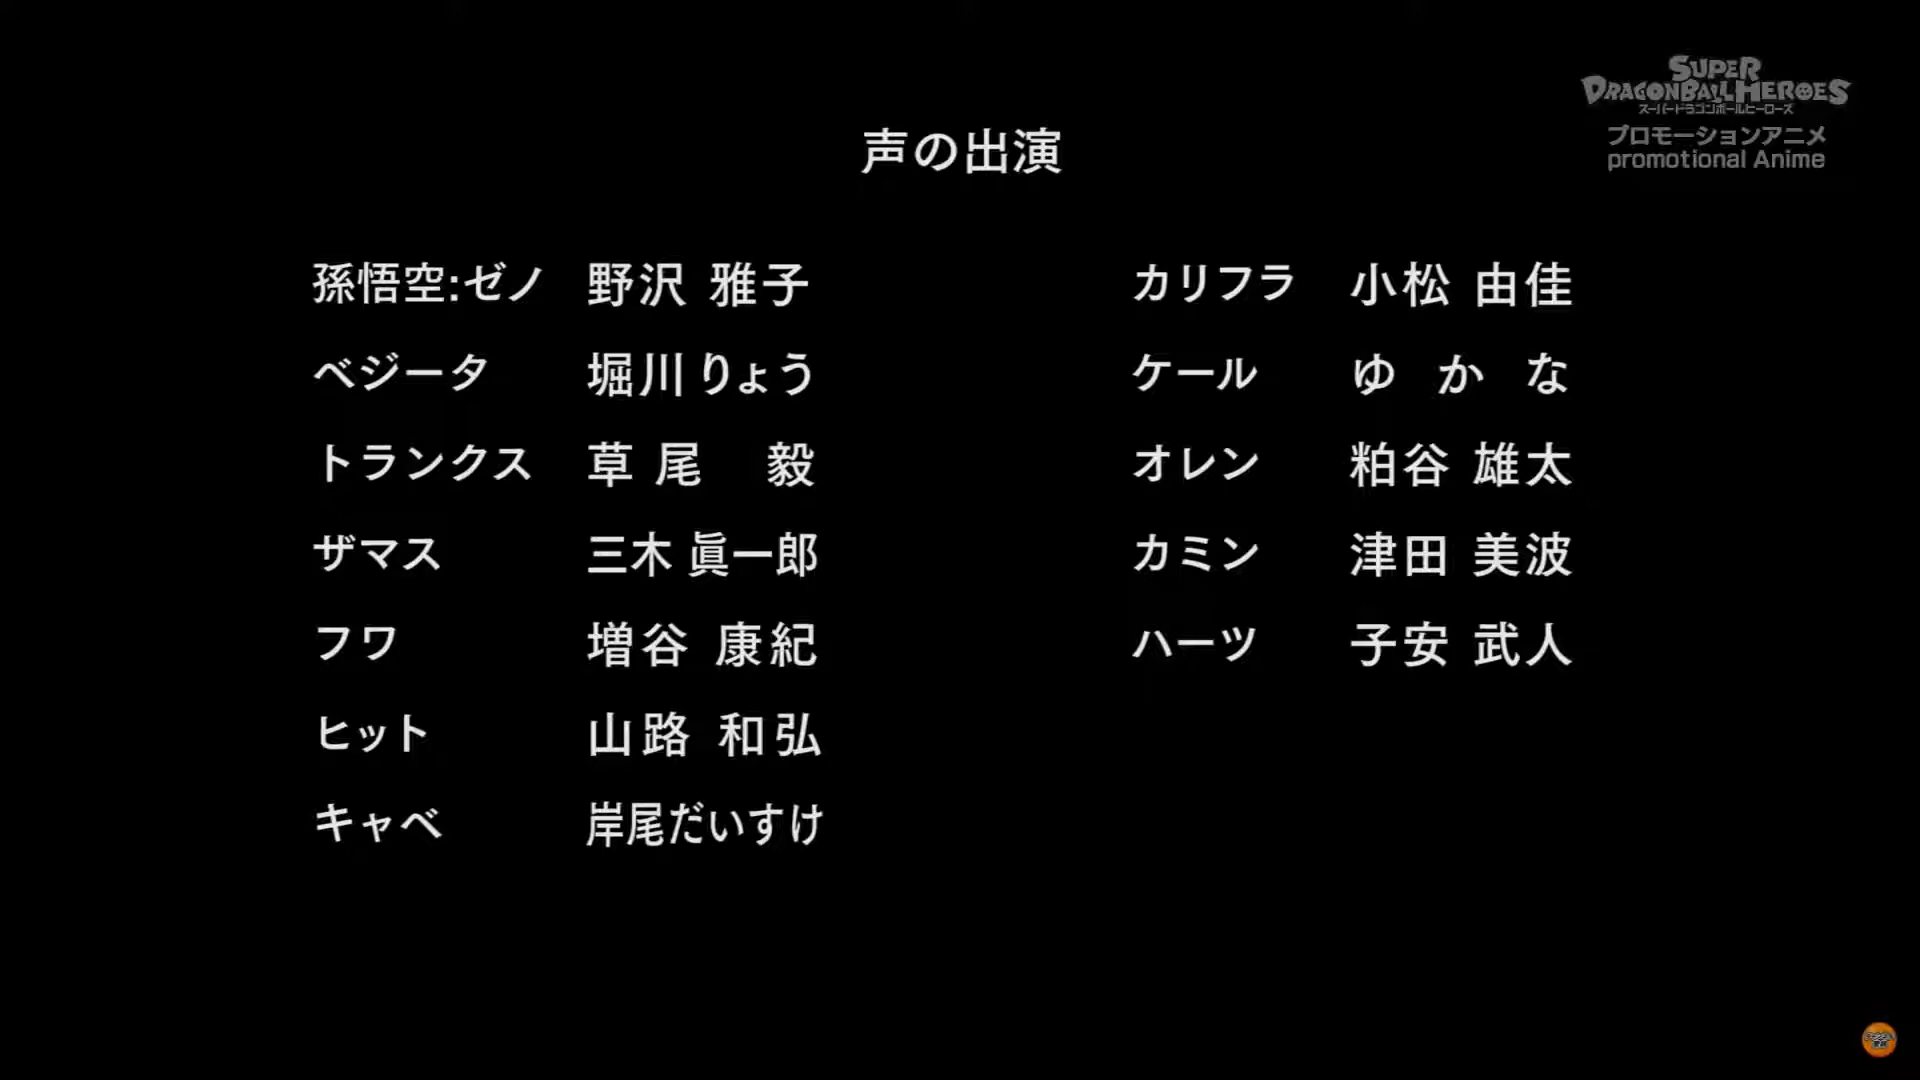 SUPER
DRAGONBALL HEROES
スーパードラゴンボールヒーローズ
プロモーションアニメ
promotional Anime
声の出演
孫悟空:ゼノ 野沢 雅子
ベジータ 堀川りょう
トランクス 草尾 毅
ザマス 三木 眞一郎
フワ 増谷 康紀
ヒット 山路 和弘
キャベ 岸尾だいすけ
カリフラ 小松 由佳
ケール ゆかな
オレン 粕谷 雄太
カミン 津田 美波
ハーツ 子安 武人